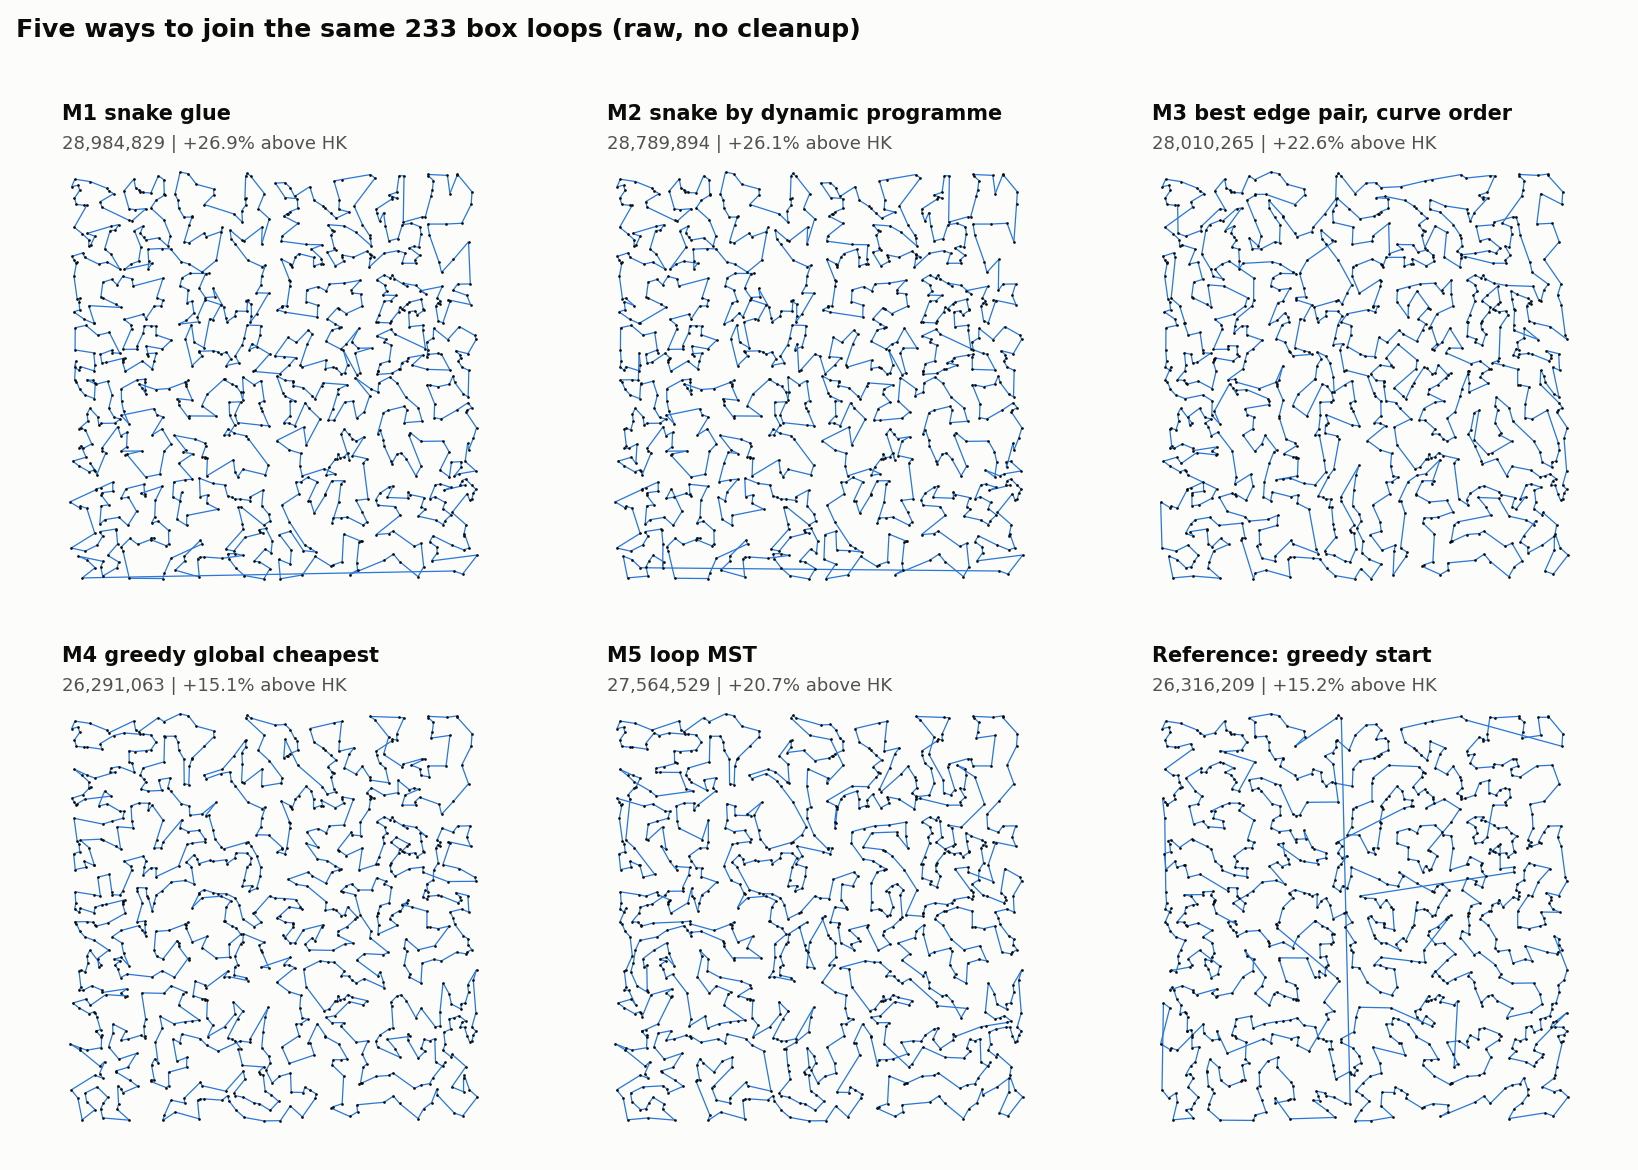 Five ways to join the same 233 box loops (raw, no cleanup)
M1 snake glue
28,984,829 | +26.9% above HK
M2 snake by dynamic programme
28,789,894 | +26.1% above HK
M3 best edge pair, curve order
28,010,265 | +22.6% above HK
M4 greedy global cheapest
26,291,063 | +15.1% above HK
M5 loop MST
27,564,529 | +20.7% above HK
Reference: greedy start
26,316,209 | +15.2% above HK